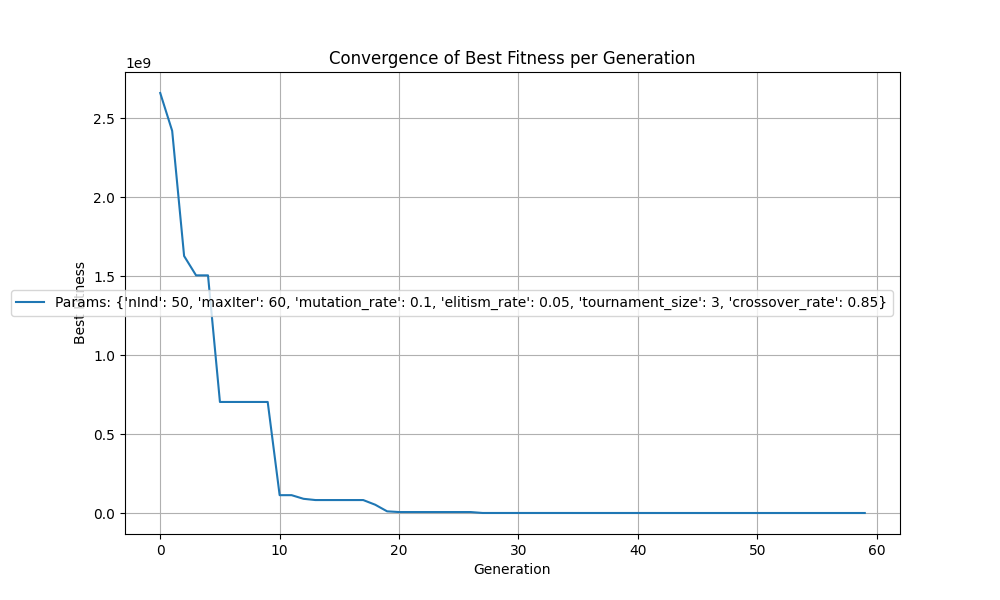 Convergence of Best Fitness per Generation
1e9
2.5
2.0
1.5
1.0
0.5
0.0
Best Fitness
Params: {'nInd': 50, 'maxIter': 60, 'mutation_rate': 0.1, 'elitism_rate': 0.05, 'tournament_size': 3, 'crossover_rate': 0.85}
0 10 20 30 40 50 60
Generation